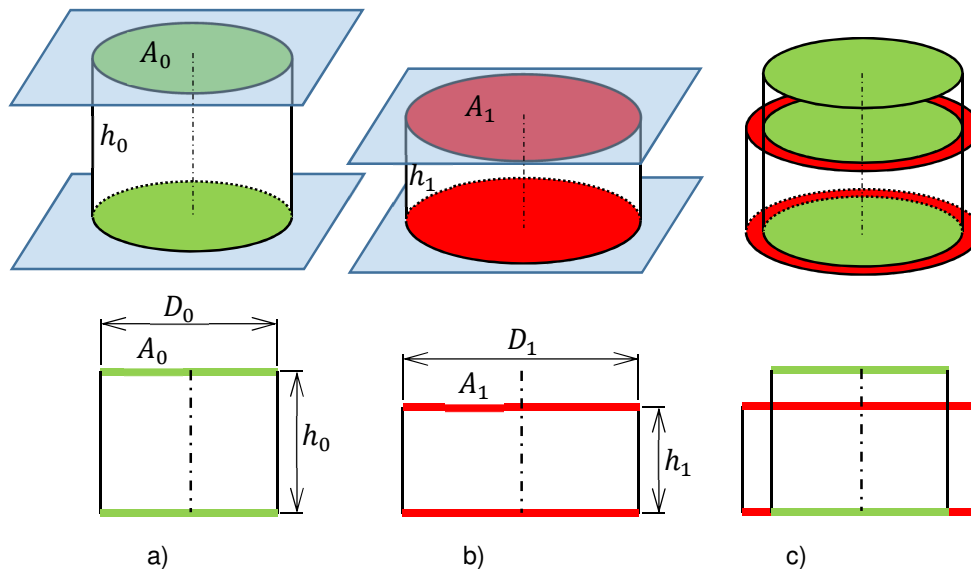 A₀
h₀
A₁
h₁
D₀
A₀
h₀
D₁
A₁
h₁
a)
b)
c)